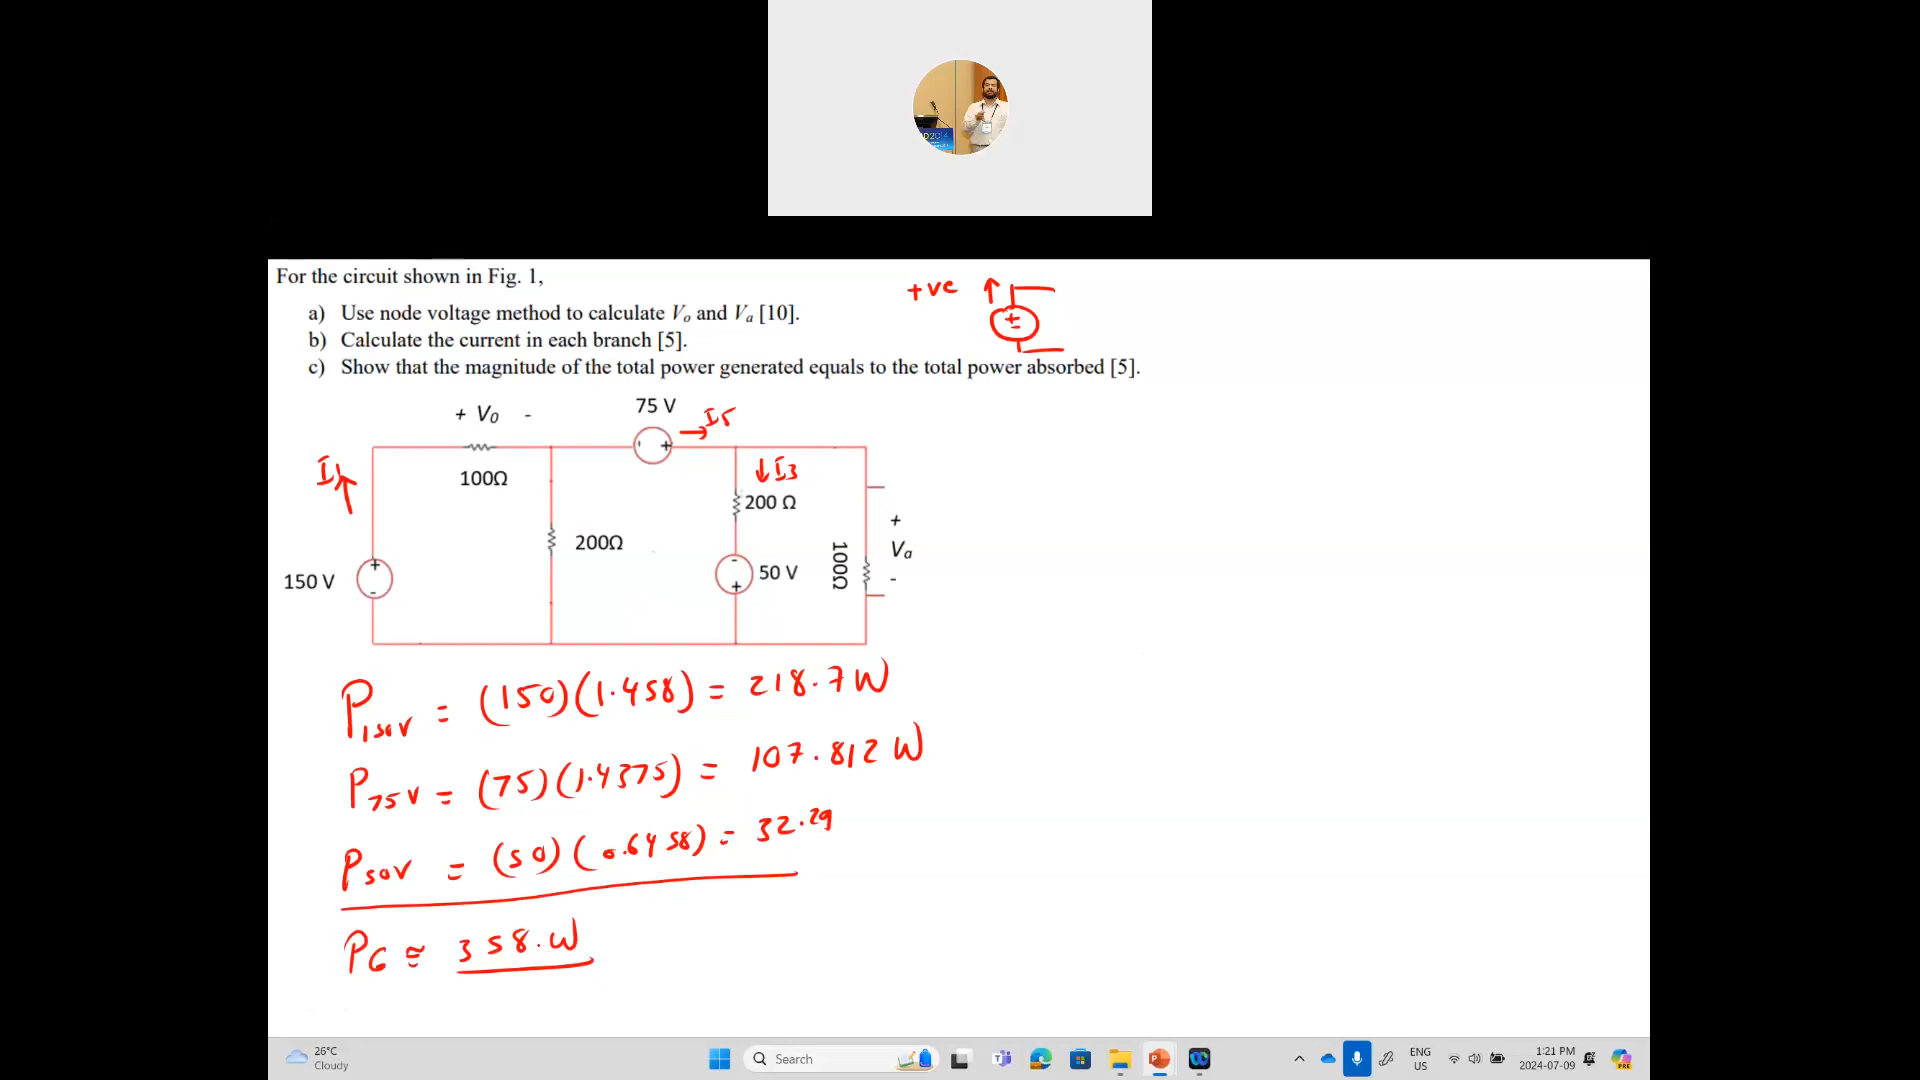 D2014
For the circuit shown in Fig. 1,
a) Use node voltage method to calculate Vo and Va [10].
b) Calculate the current in each branch [5].
c) Show that the magnitude of the total power generated equals to the total power absorbed [5].
+ve
+
-
+ Vo -
75 V
I5
- +
I1
100Ω
I3
200 Ω
200Ω
+
Va
-
100Ω
150 V
+
-
-
+
50 V
P150V = (150)(1.458) = 218.7W
P75V = (75)(1.4375) = 107.812 W
P50V = (50)(0.6458) = 32.29
PG ≅ 358.W
26°C
Cloudy
Search
ENG
US
1:21 PM
2024-07-09
PRE